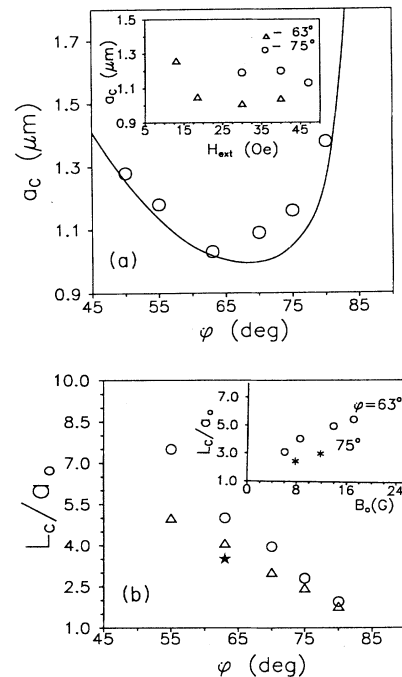 a_c (μm)
1.7
1.5
1.3
1.1
0.9
45 55 65 75 85
φ (deg)
(a)
a_c (μm)
1.5
1.3
1.1
0.9
5 15 25 35 45
H_ext (Oe)
△ – 63°
○ – 75°
L_c/a_o
10.0
8.5
7.0
5.5
4.0
2.5
1.0
45 55 65 75 85
φ (deg)
(b)
L_c/a_o
7.0
5.0
3.0
1.0
0 8 16 24
B_o(G)
φ=63°
75°